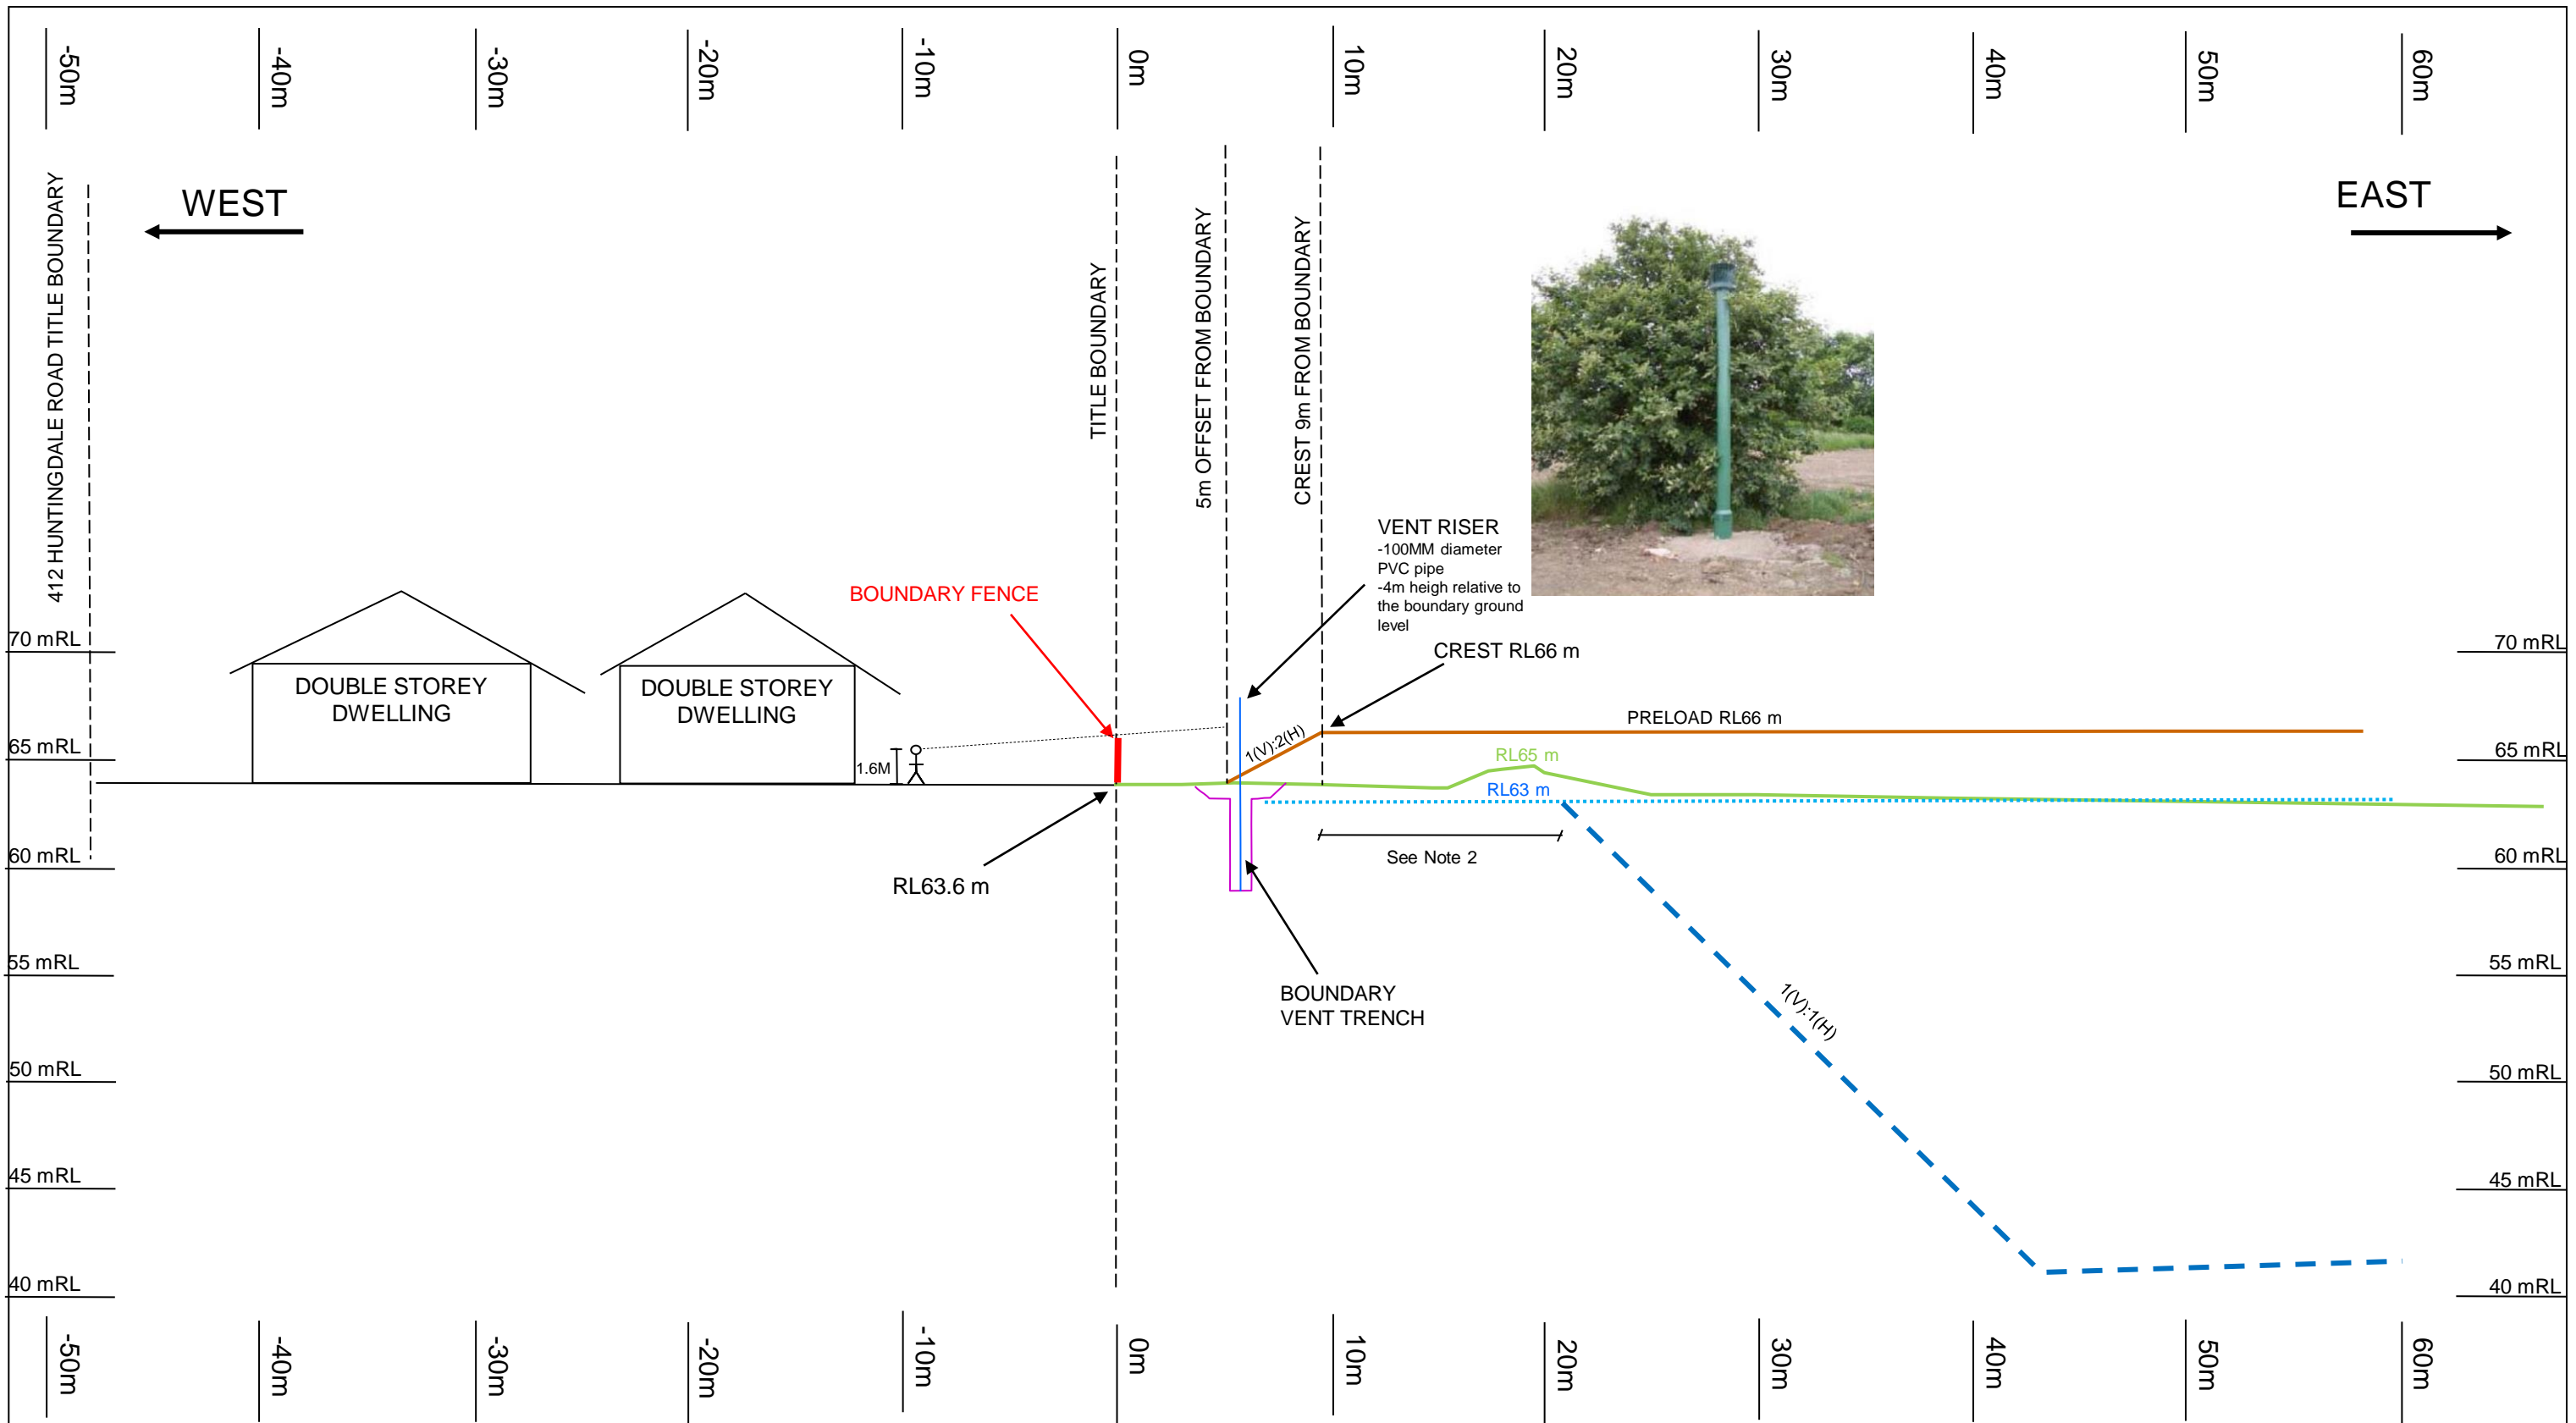 -50m
-40m
-30m
-20m
-10m
0m
10m
20m
30m
40m
50m
60m
WEST
EAST
412 HUNTINGDALE ROAD TITLE BOUNDARY
TITLE BOUNDARY
5m OFFSET FROM BOUNDARY
CREST 9m FROM BOUNDARY
VENT RISER
-100MM diameter
PVC pipe
-4m heigh relative to
the boundary ground
level
BOUNDARY FENCE
CREST RL66 m
70 mRL
70 mRL
DOUBLE STOREY
DWELLING
DOUBLE STOREY
DWELLING
PRELOAD RL66 m
1(V):2(H)
65 mRL
65 mRL
1.6M
RL65 m
RL63 m
See Note 2
60 mRL
60 mRL
RL63.6 m
55 mRL
55 mRL
BOUNDARY
VENT TRENCH
1(V):1(H)
50 mRL
50 mRL
45 mRL
45 mRL
40 mRL
40 mRL
-50m
-40m
-30m
-20m
-10m
0m
10m
20m
30m
40m
50m
60m